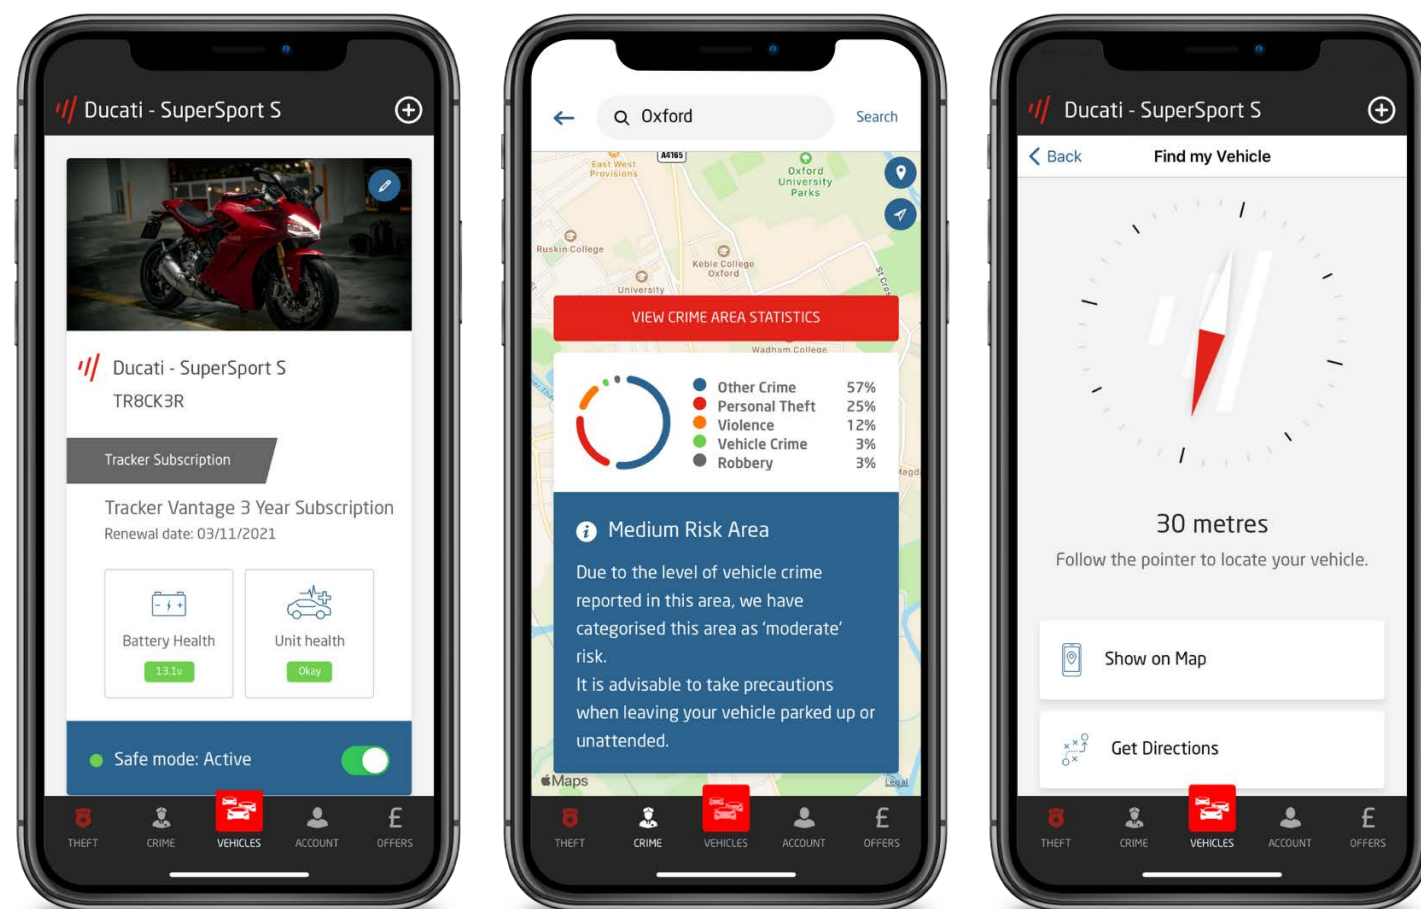 Ducati - SuperSport S
Ducati - SuperSport S
TR8CK3R
Tracker Subscription
Tracker Vantage 3 Year Subscription
Renewal date: 03/11/2021
Battery Health
13.1v
Unit health
Okay
Safe mode: Active
THEFT
CRIME
VEHICLES
ACCOUNT
£
OFFERS
Oxford
Search
A4165
East West
Provisions
Oxford
University
Parks
Ruskin College
Keble College
Oxford
University
St Cros
VIEW CRIME AREA STATISTICS
Wadham College
Other Crime 57%
Personal Theft 25%
Violence 12%
Vehicle Crime 3%
Robbery 3%
Magd
Medium Risk Area
Due to the level of vehicle crime
reported in this area, we have
categorised this area as 'moderate'
risk.
It is advisable to take precautions
when leaving your vehicle parked up or
unattended.
Maps
Legal
THEFT
CRIME
VEHICLES
ACCOUNT
£
OFFERS
Ducati - SuperSport S
Back
Find my Vehicle
30 metres
Follow the pointer to locate your vehicle.
Show on Map
Get Directions
THEFT
CRIME
VEHICLES
ACCOUNT
£
OFFERS